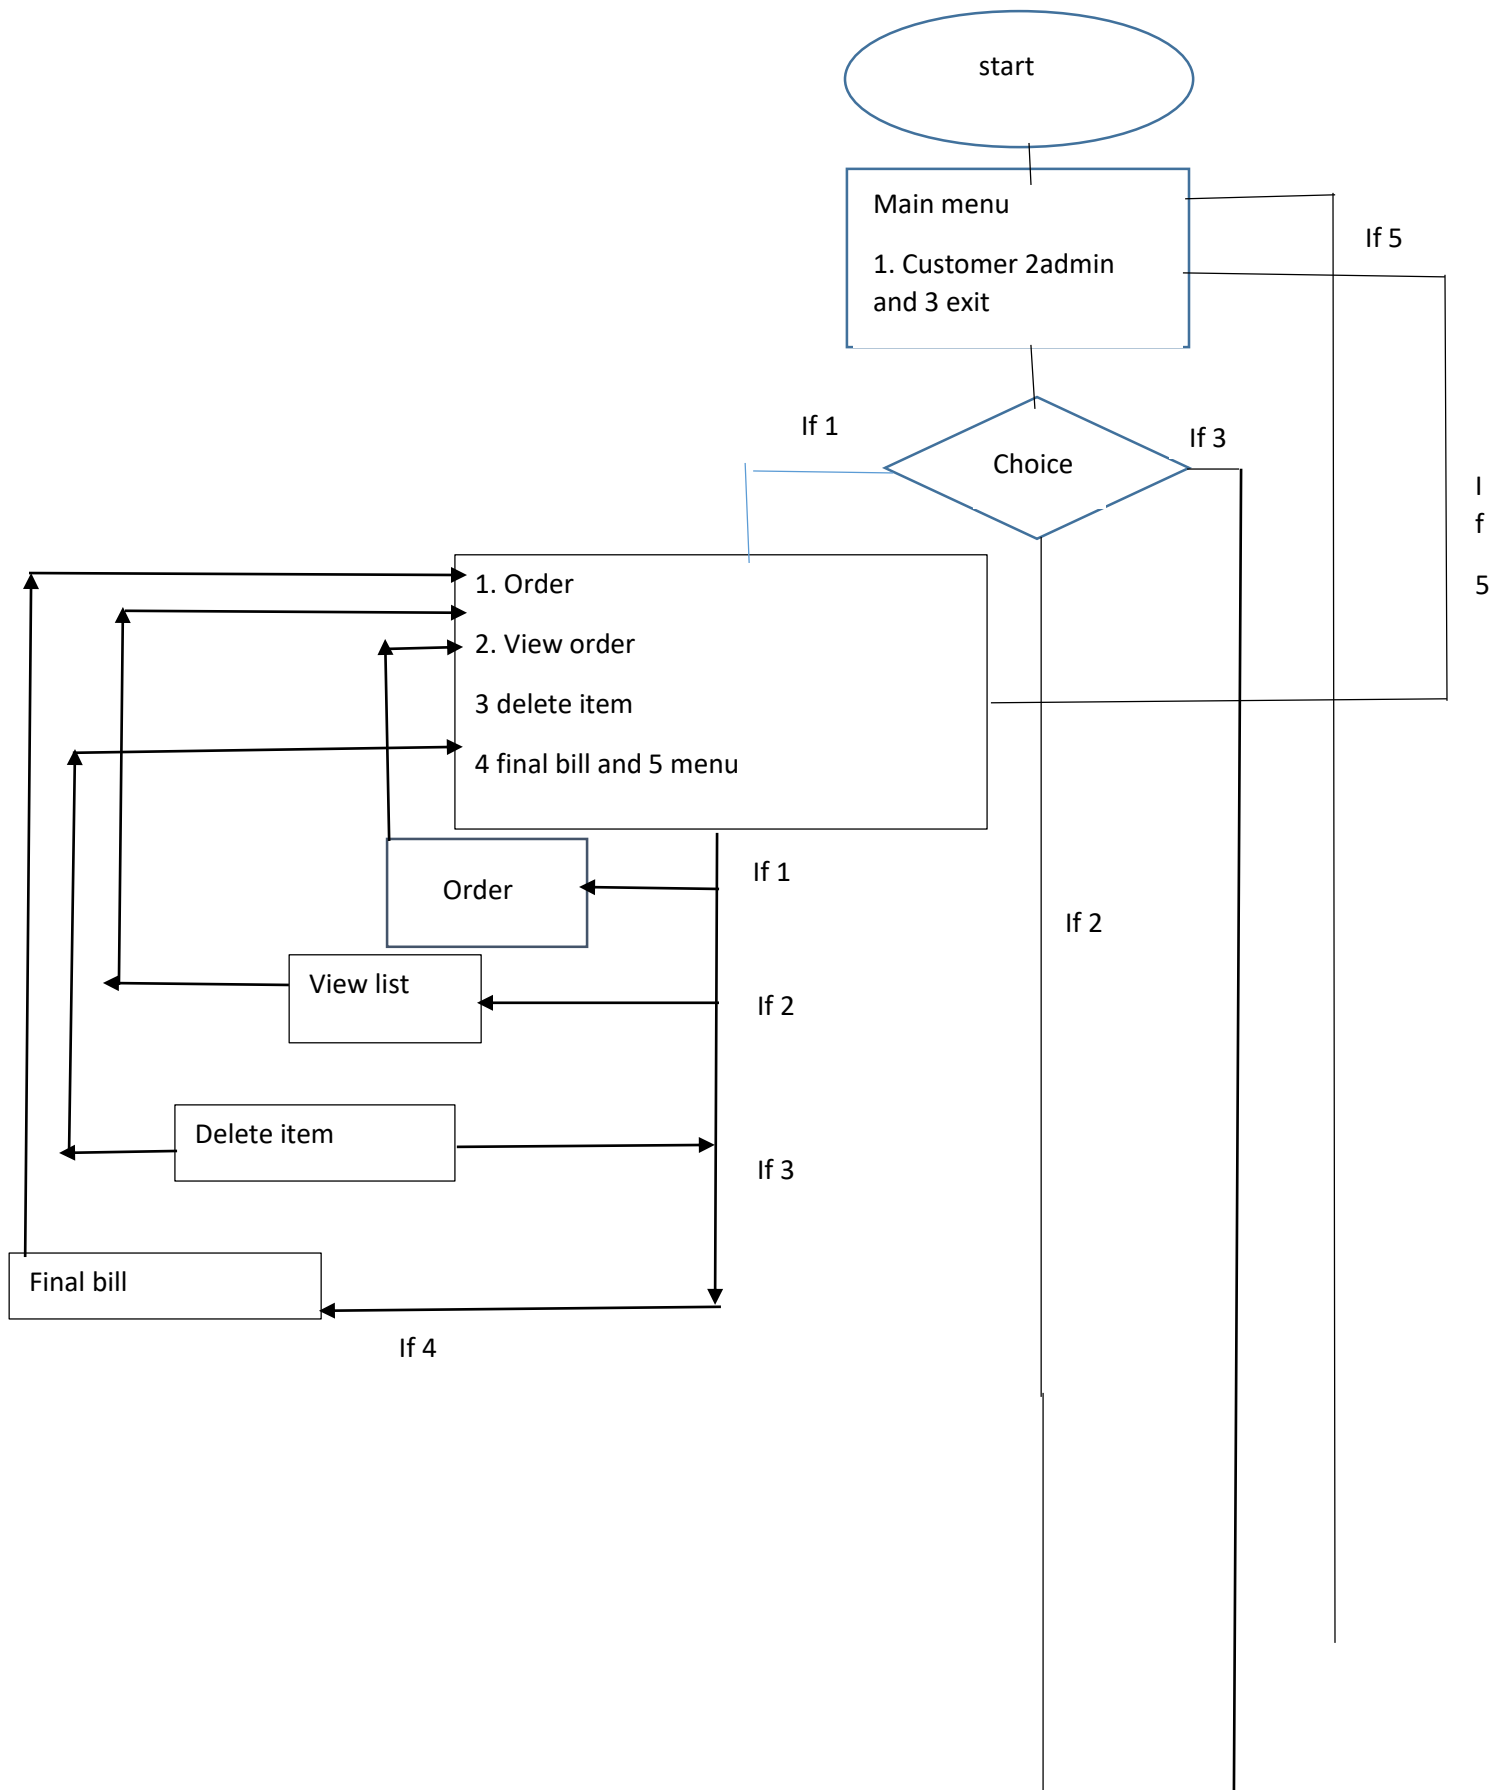 start
Main menu
1. Customer 2admin
and 3 exit
If 5
If 1
If 3
Choice
I
f
5
1. Order
2. View order
3 delete item
4 final bill and 5 menu
If 1
Order
If 2
View list
If 2
Delete item
If 3
Final bill
If 4